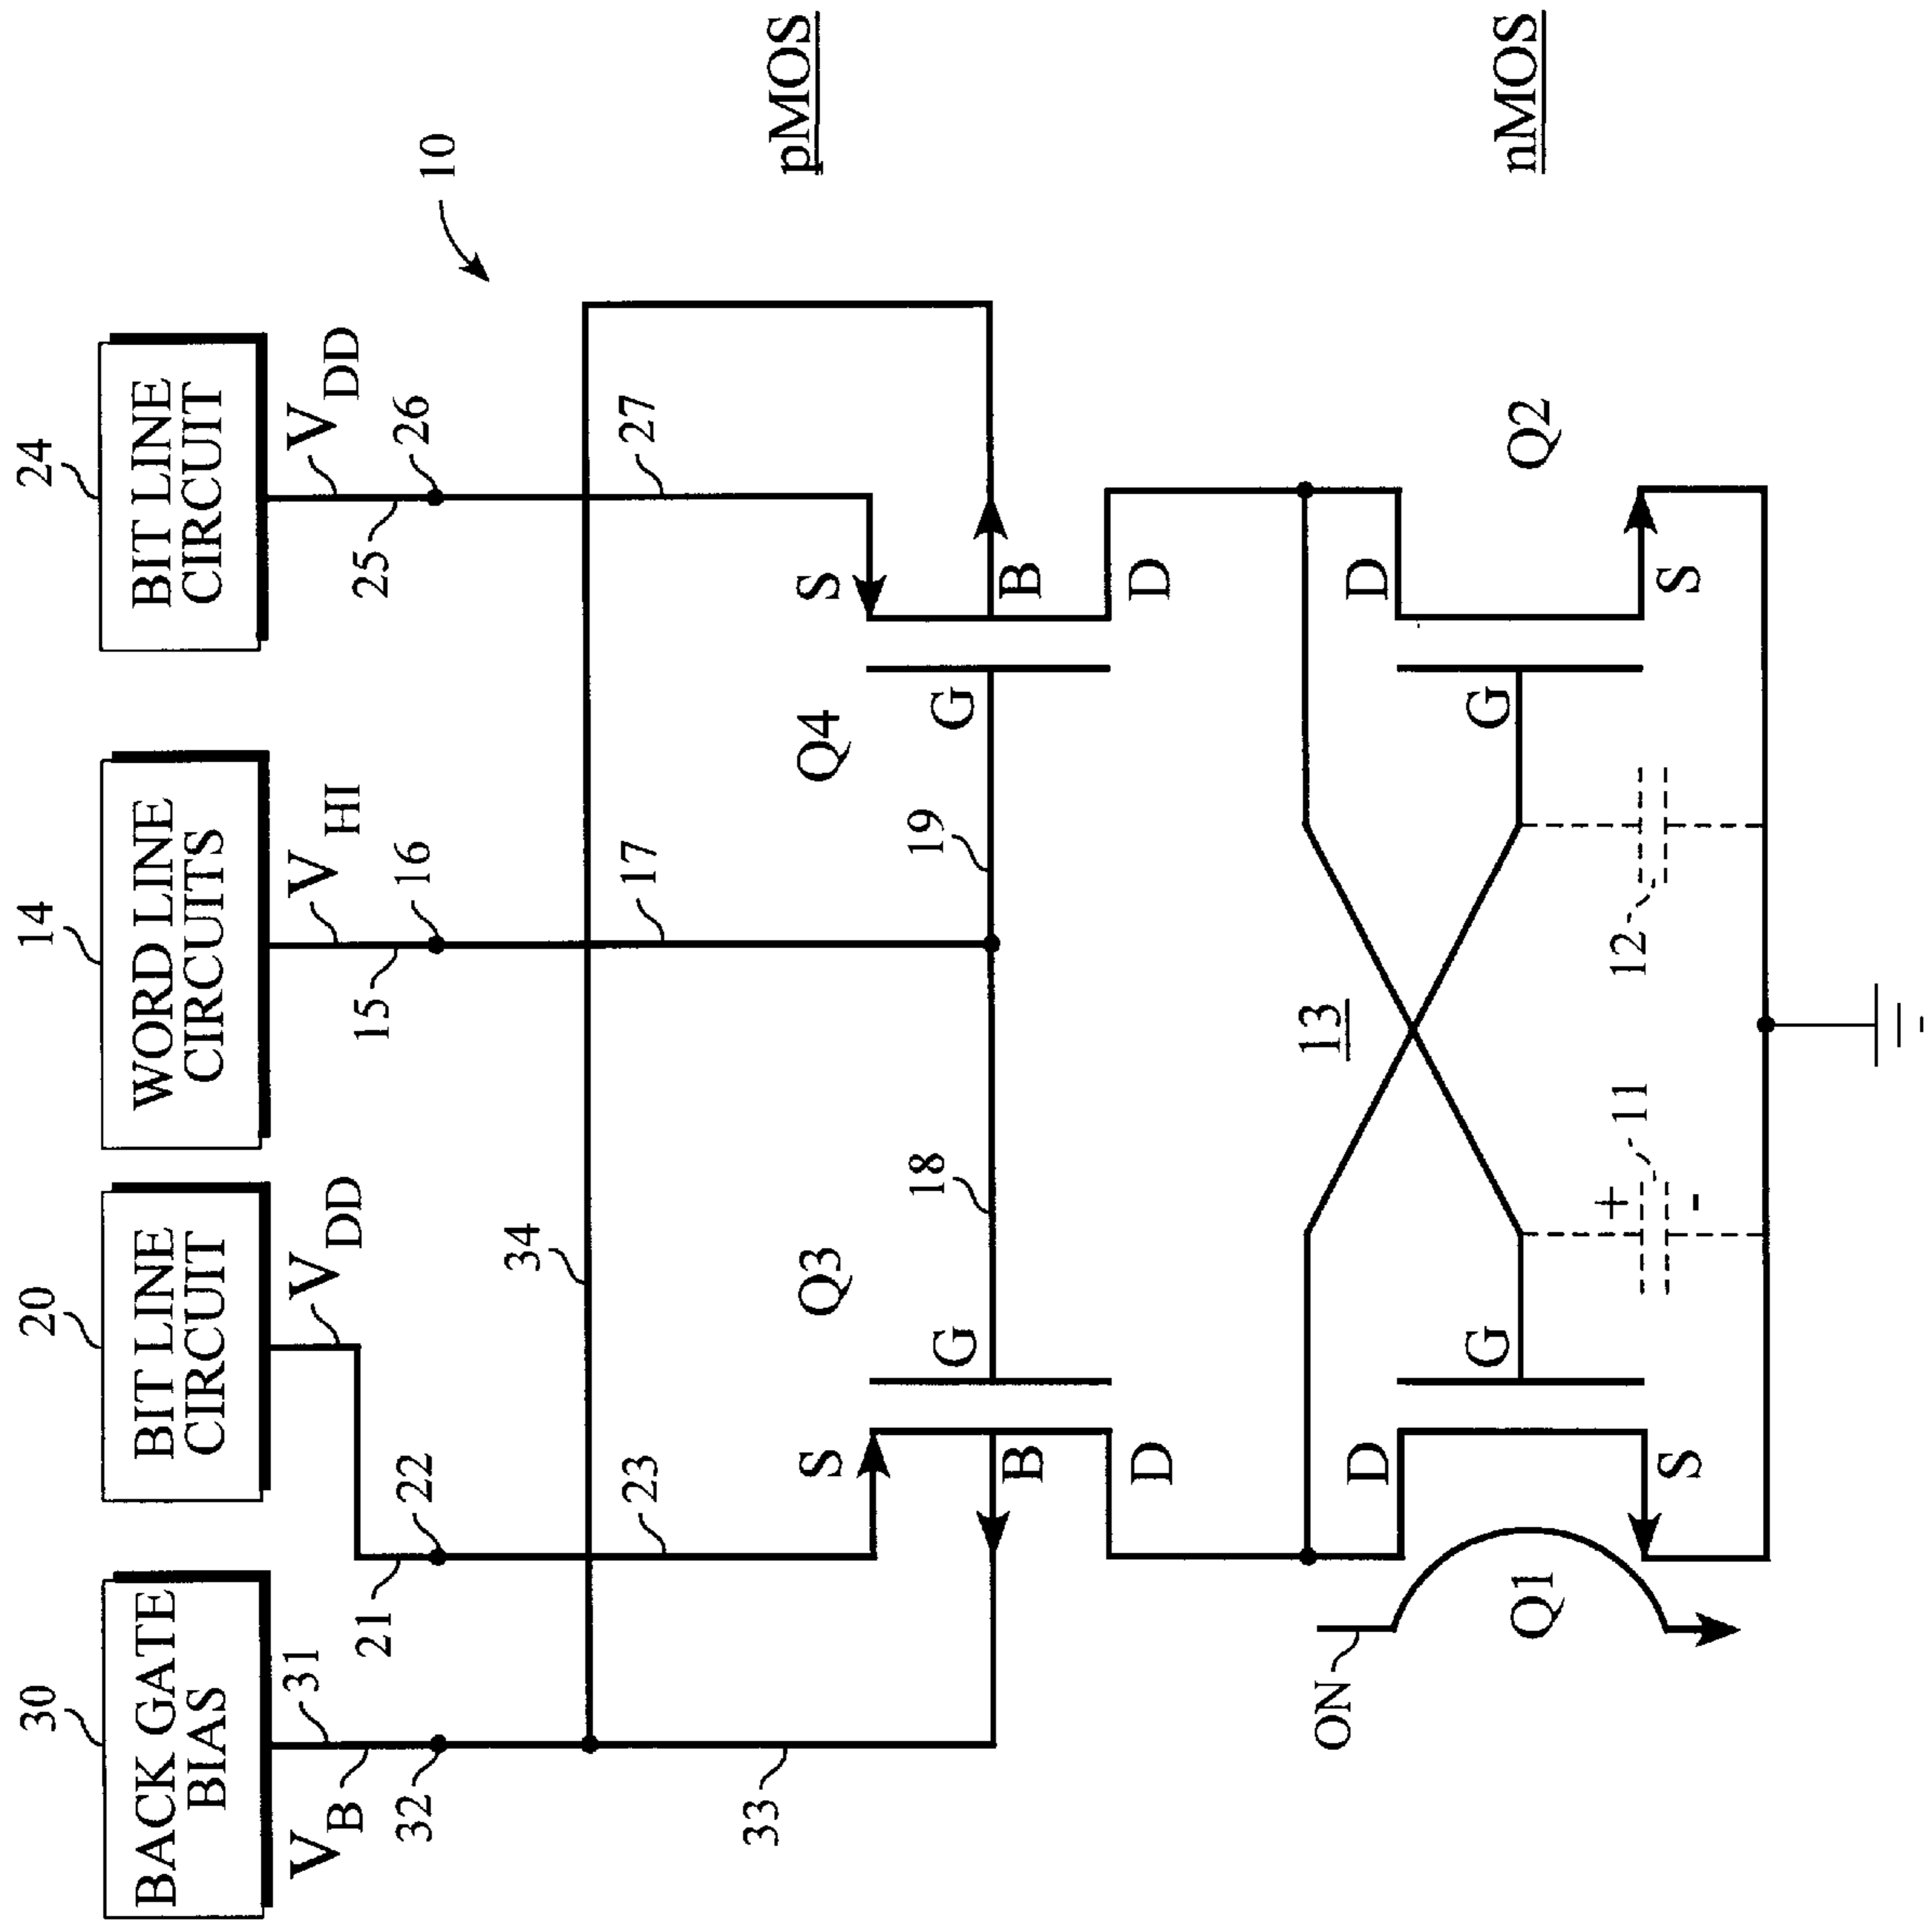 30
BACK GATE
BIAS
20
BIT LINE
CIRCUIT
14
WORD LINE
CIRCUITS
24
BIT LINE
CIRCUIT
VB
31
VDD
VHI
VDD
10
32
21
22
15
16
25
26
34
33
23
17
27
pMOS
S
Q3
Q4
S
B
G
18
19
G
B
D
D
ON
D
13
D
Q1
G
G
Q2
nMOS
S
+
-
11
12
S